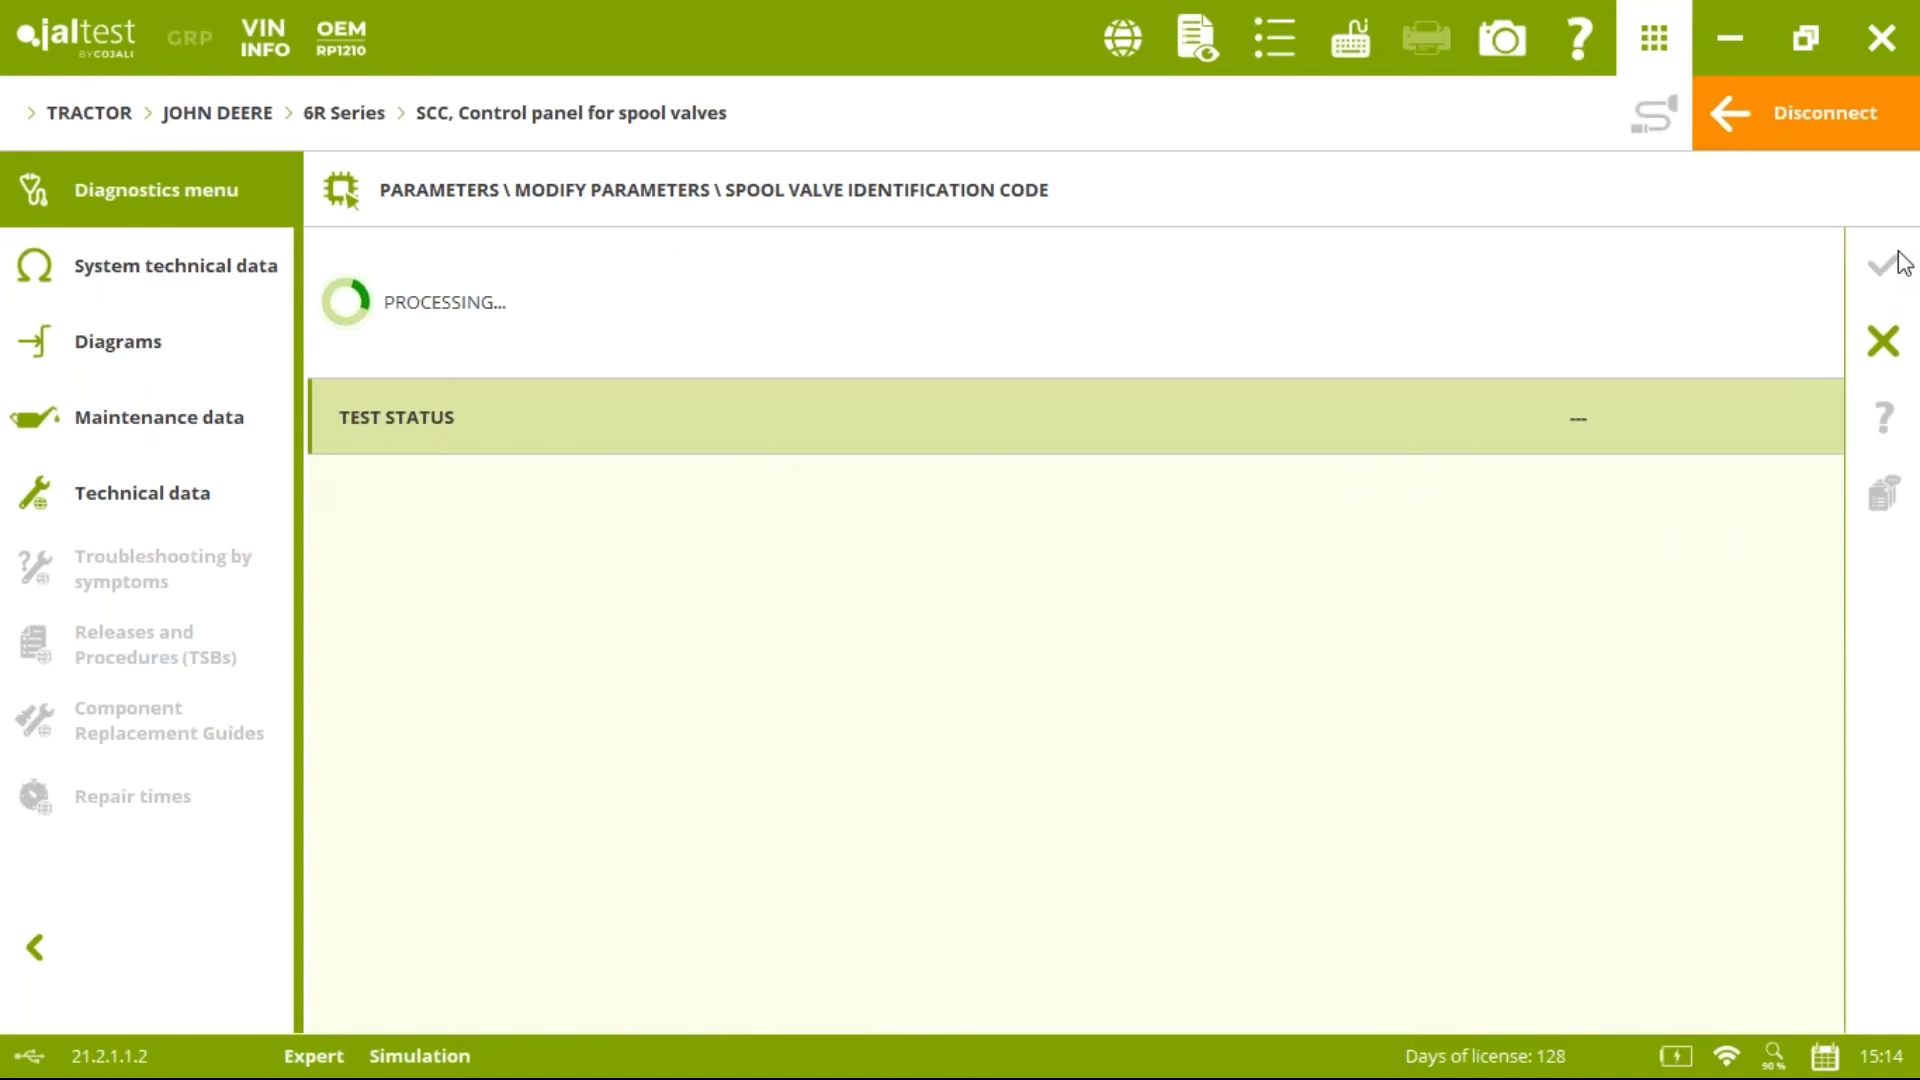 jaltest
BY COJALI
GRP
VIN
INFO
OEM
RP1210
?
> TRACTOR > JOHN DEERE > 6R Series > SCC, Control panel for spool valves
Disconnect
Diagnostics menu
PARAMETERS \ MODIFY PARAMETERS \ SPOOL VALVE IDENTIFICATION CODE
System technical data
PROCESSING...
Diagrams
Maintenance data
TEST STATUS ---
?
Technical data
Troubleshooting by
symptoms
Releases and
Procedures (TSBs)
Component
Replacement Guides
Repair times
21.2.1.1.2 Expert Simulation Days of license: 128 90 % 15:14